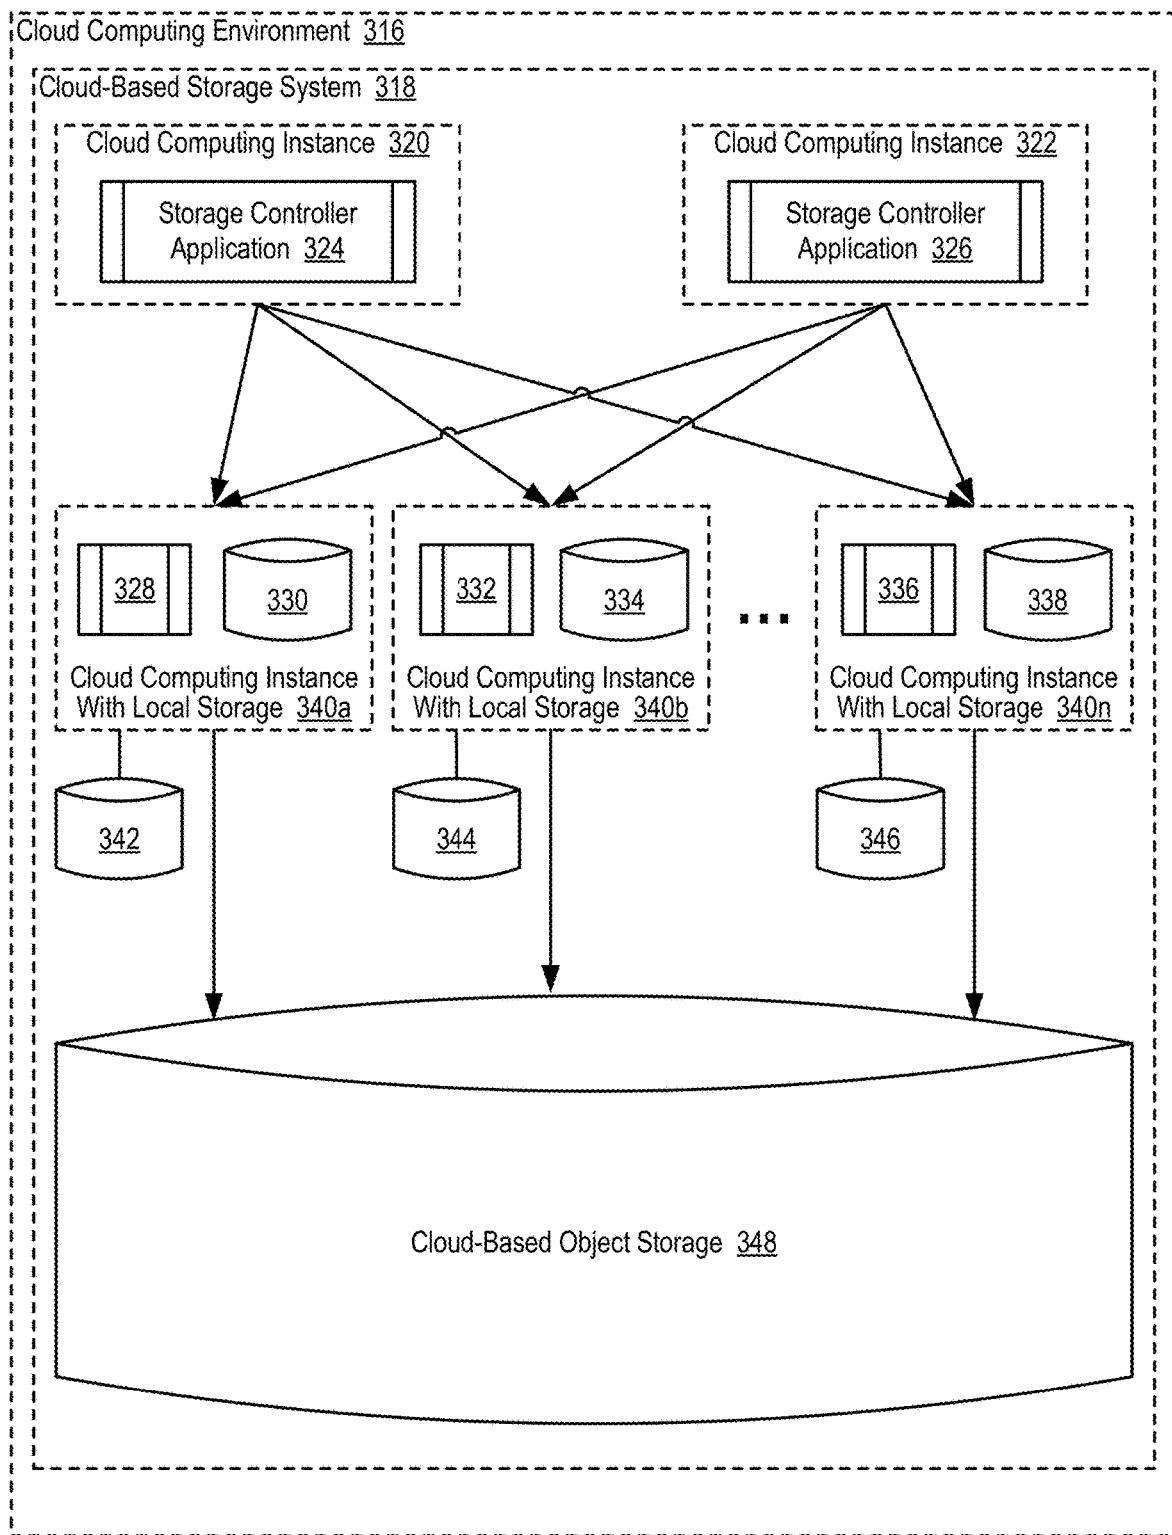 Cloud Computing Environment 316
Cloud-Based Storage System 318
Cloud Computing Instance 320
Storage Controller
Application 324
Cloud Computing Instance 322
Storage Controller
Application 326
328
330
Cloud Computing Instance
With Local Storage 340a
332
334
Cloud Computing Instance
With Local Storage 340b
...
336
338
Cloud Computing Instance
With Local Storage 340n
342
344
346
Cloud-Based Object Storage 348